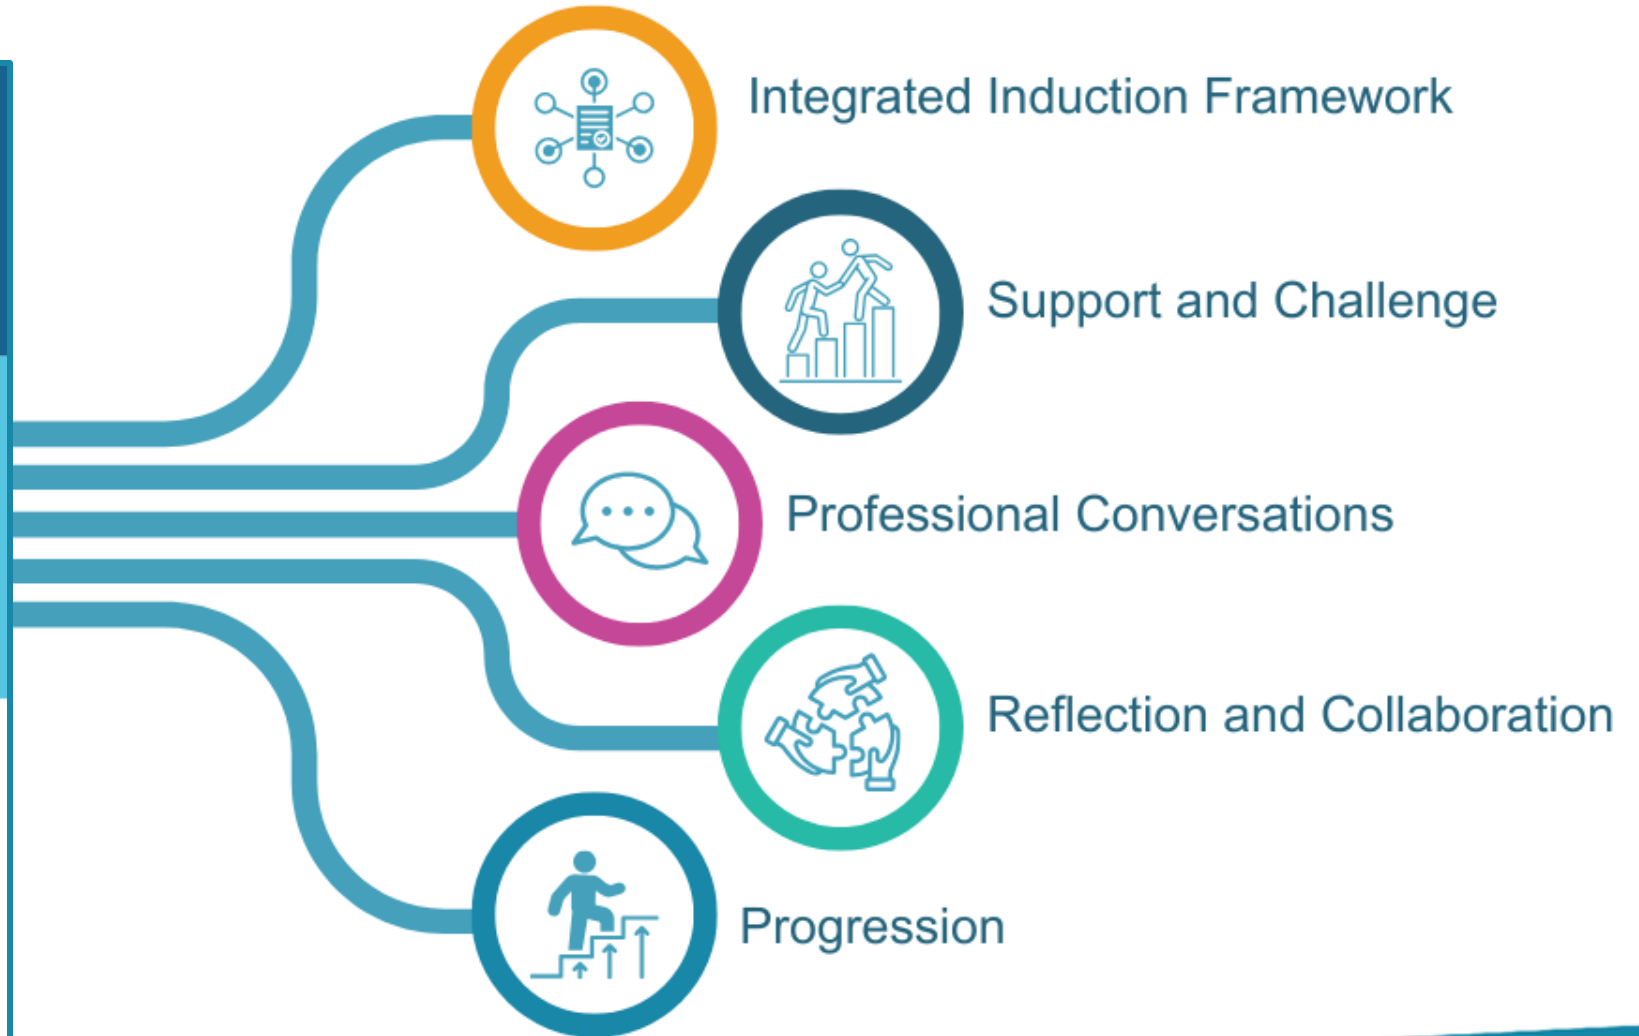 Integrated Induction Framework
Support and Challenge
Professional Conversations
Reflection and Collaboration
Progression